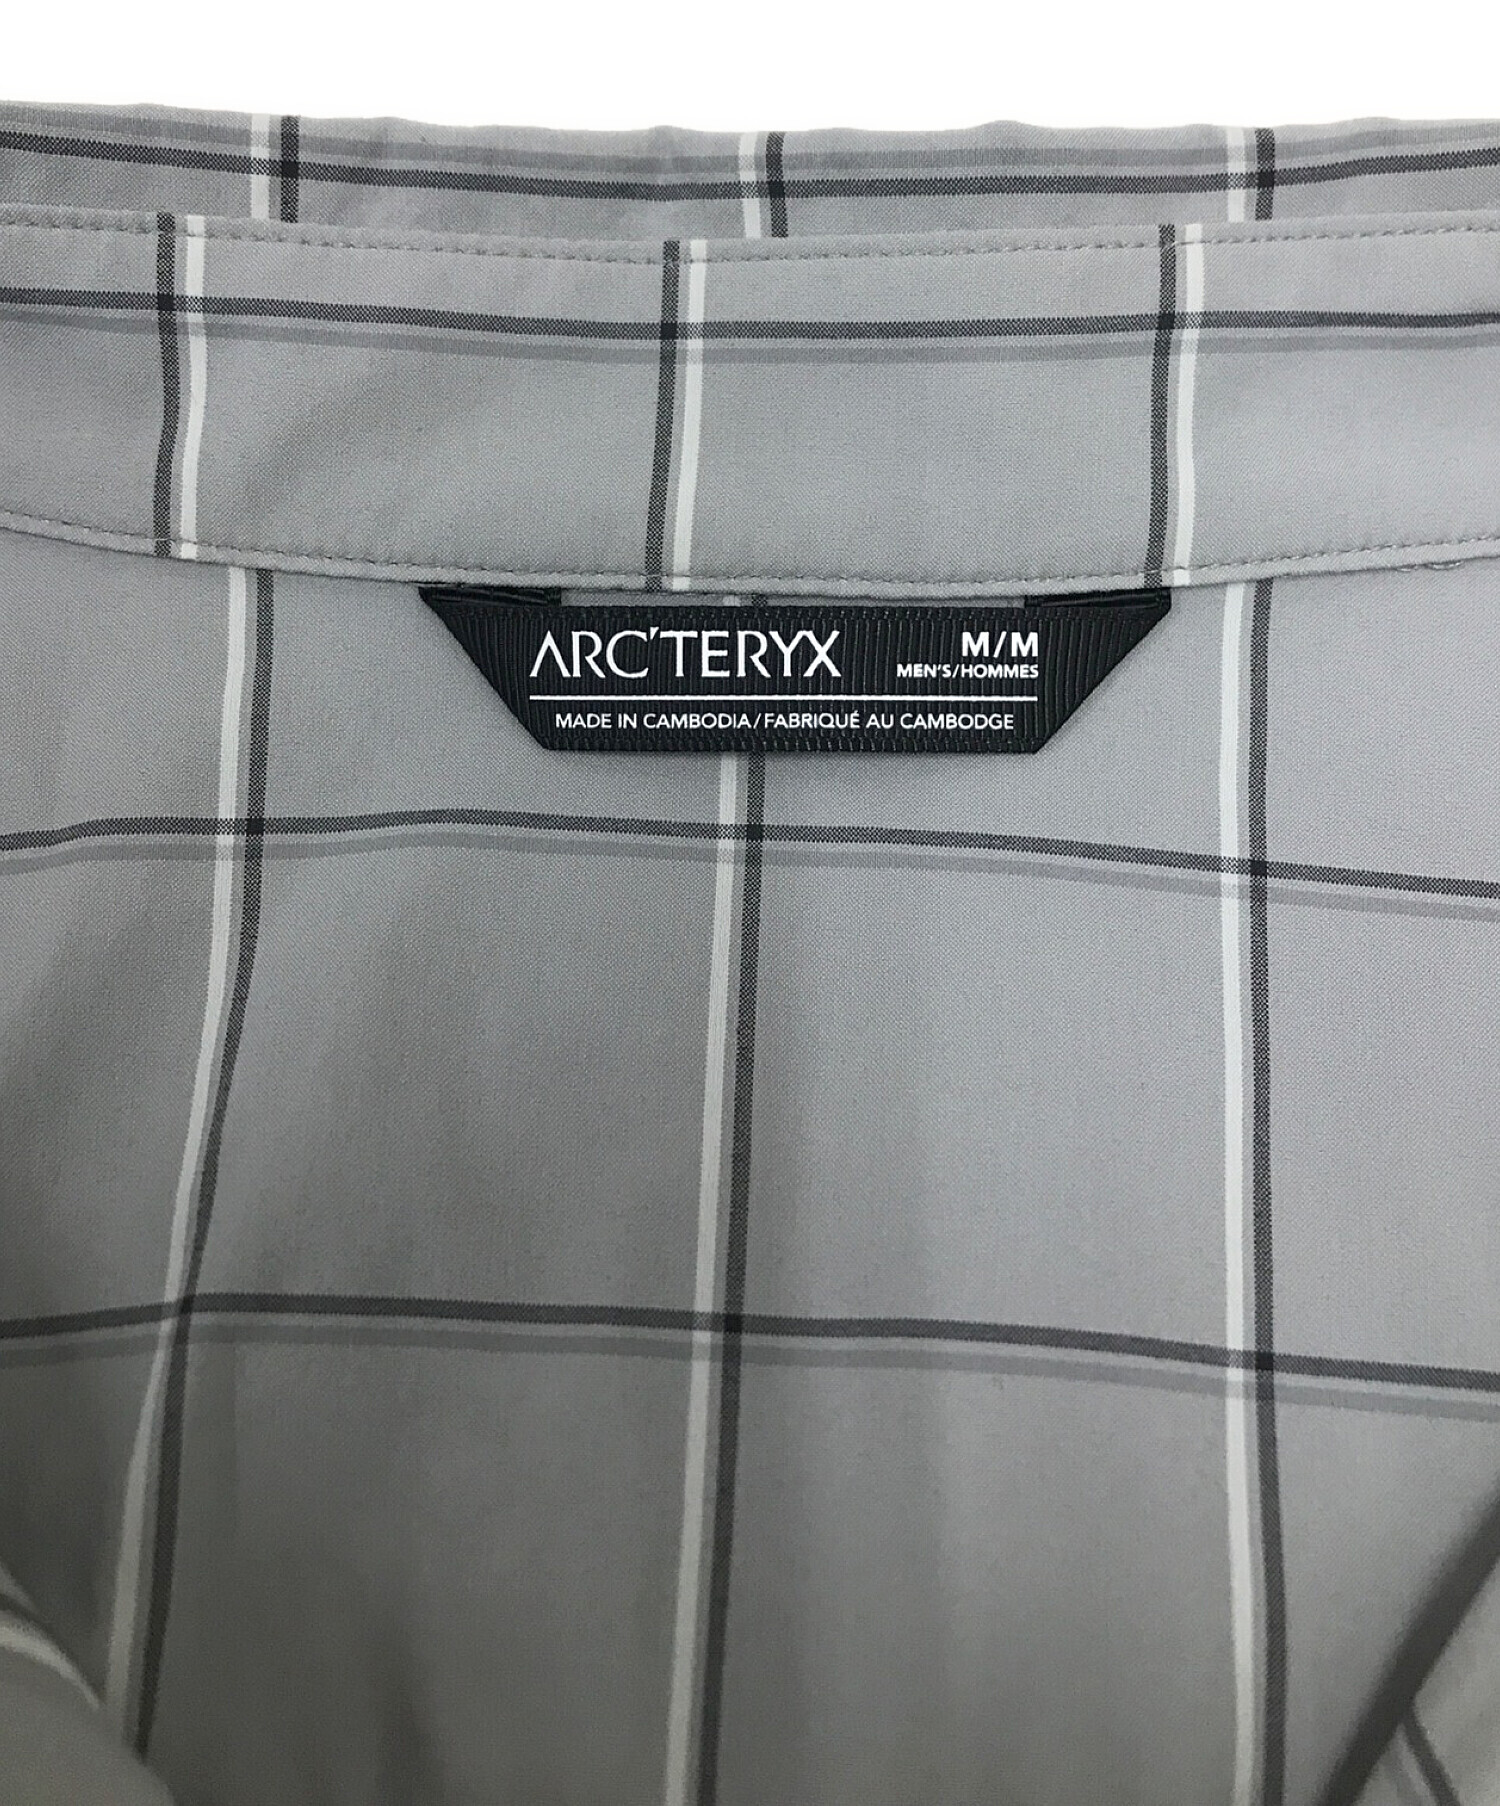 ARC'TERYX
M/M
MEN'S/HOMMES
MADE IN CAMBODIA/FABRIQUÉ AU CAMBODGE